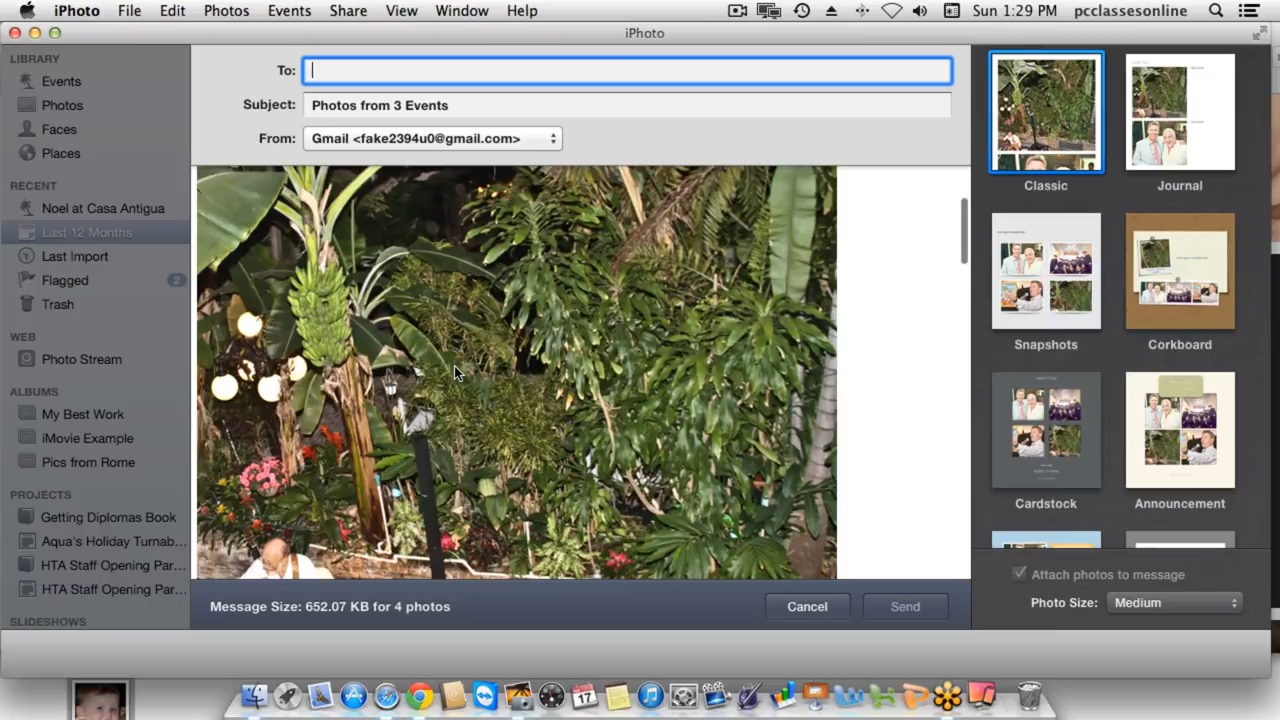 iPhoto File Edit Photos Events Share View Window Help Sun 1:29 PM pcclassesonline
iPhoto
LIBRARY
Events
Photos
Faces
Places
RECENT
Noel at Casa Antigua
Last 12 Months
Last Import
Flagged 2
Trash
WEB
Photo Stream
ALBUMS
My Best Work
iMovie Example
Pics from Rome
PROJECTS
Getting Diplomas Book
Aqua's Holiday Turnab...
HTA Staff Opening Par...
HTA Staff Opening Par...
SLIDESHOWS
To:
Subject: Photos from 3 Events
From: Gmail <fake2394u0@gmail.com>
Message Size: 652.07 KB for 4 photos
Cancel Send
Classic Journal
Snapshots Corkboard
Cardstock Announcement
Attach photos to message
Photo Size: Medium
17